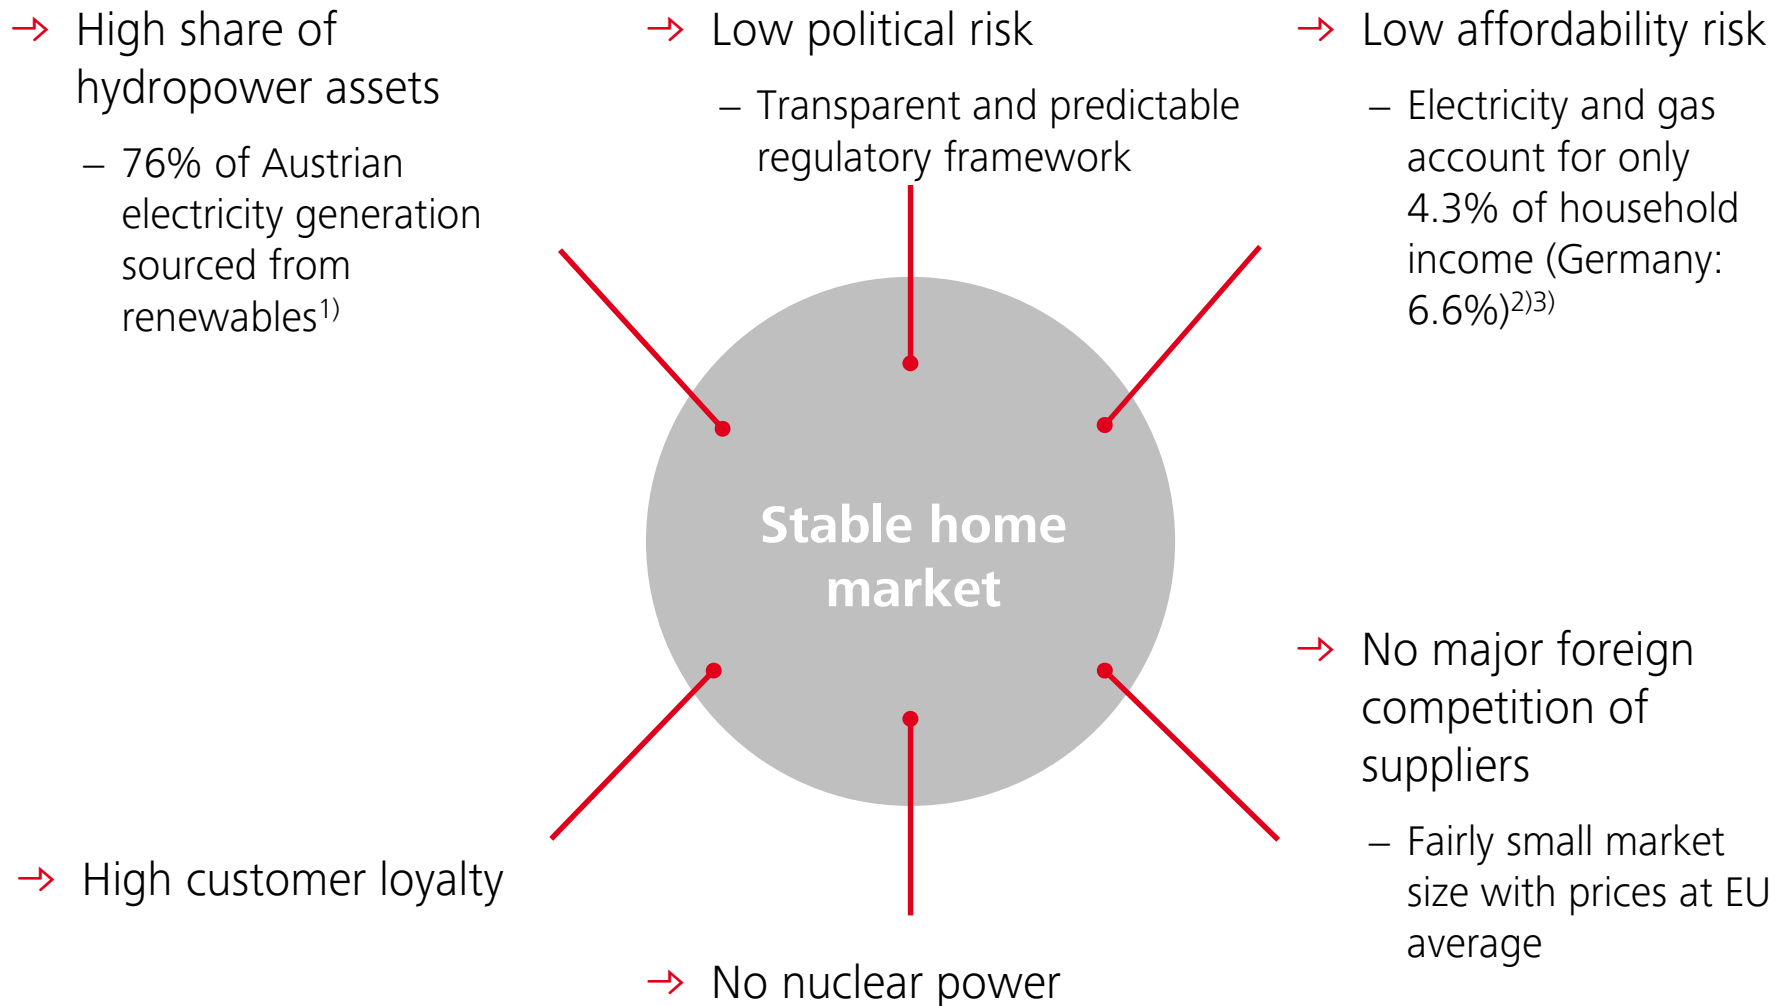 High share of
hydropower assets
– 76% of Austrian
electricity generation
sourced from
renewables1)
Low political risk
– Transparent and predictable
regulatory framework
Low affordability risk
– Electricity and gas
account for only
4.3% of household
income (Germany:
6.6%)2)3)
Stable home
market
High customer loyalty
No nuclear power
No major foreign
competition of
suppliers
– Fairly small market
size with prices at EU
average